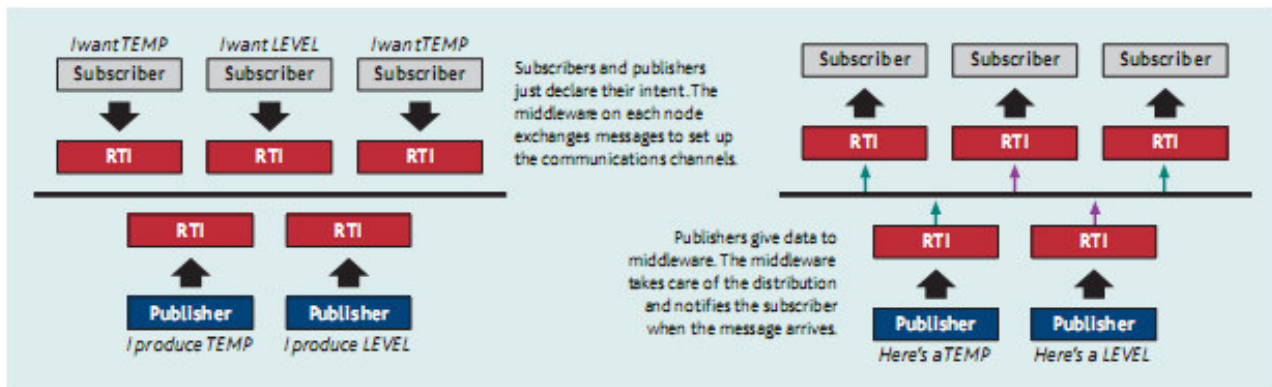 I want TEMP
I want LEVEL
I wantTEMP
Subscriber
Subscriber
Subscriber
RTI
RTI
RTI
RTI
RTI
Publisher
Publisher
I produce TEMP
I produce LEVEL
Subscribers and publishers
just declare their intent. The
middleware on each node
exchanges messages to set up
the communications channels.
Subscriber
Subscriber
Subscriber
RTI
RTI
RTI
Publishers give data to
middleware. The middleware
takes care of the distribution
and notifies the subscriber
when the message arrives.
RTI
RTI
Publisher
Publisher
Here's a TEMP
Here's a LEVEL